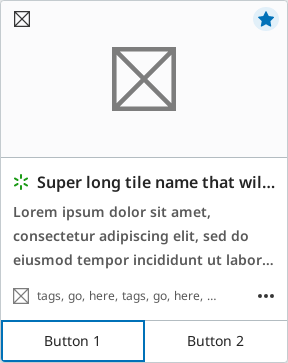 Super long tile name that wil...
Lorem ipsum dolor sit amet,
consectetur adipiscing elit, sed do
eiusmod tempor incididunt ut labor...
tags, go, here, tags, go, here, ...
Button 1
Button 2